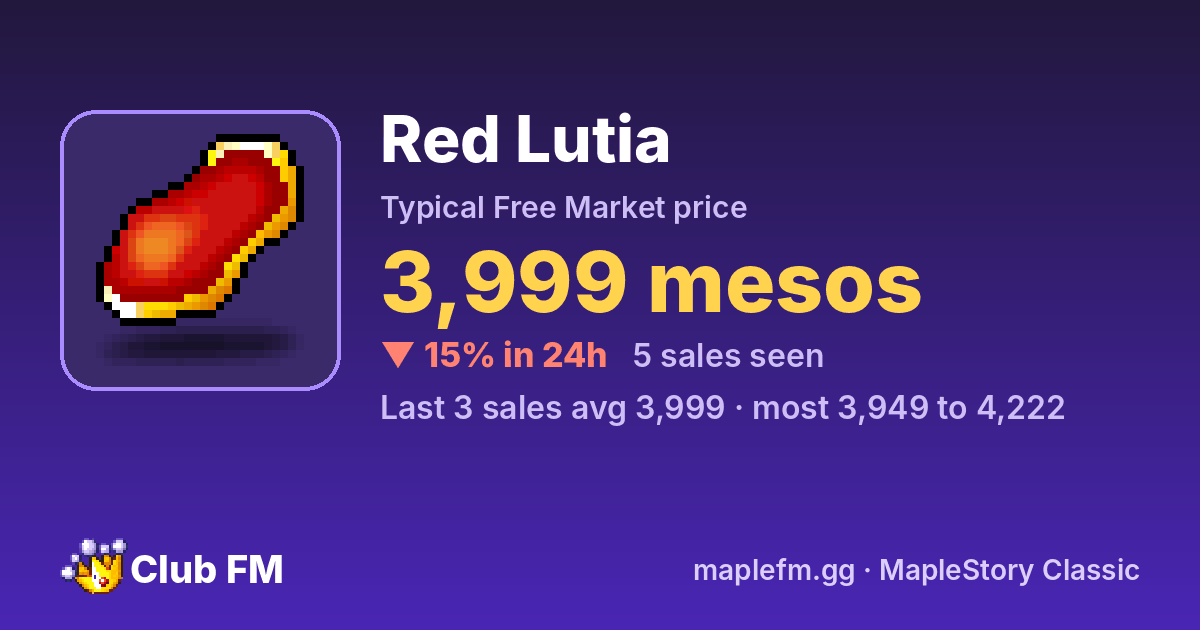 Red Lutia
Typical Free Market price
3,999 mesos
▼ 15% in 24h 5 sales seen
Last 3 sales avg 3,999 · most 3,949 to 4,222
Club FM
maplefm.gg · MapleStory Classic